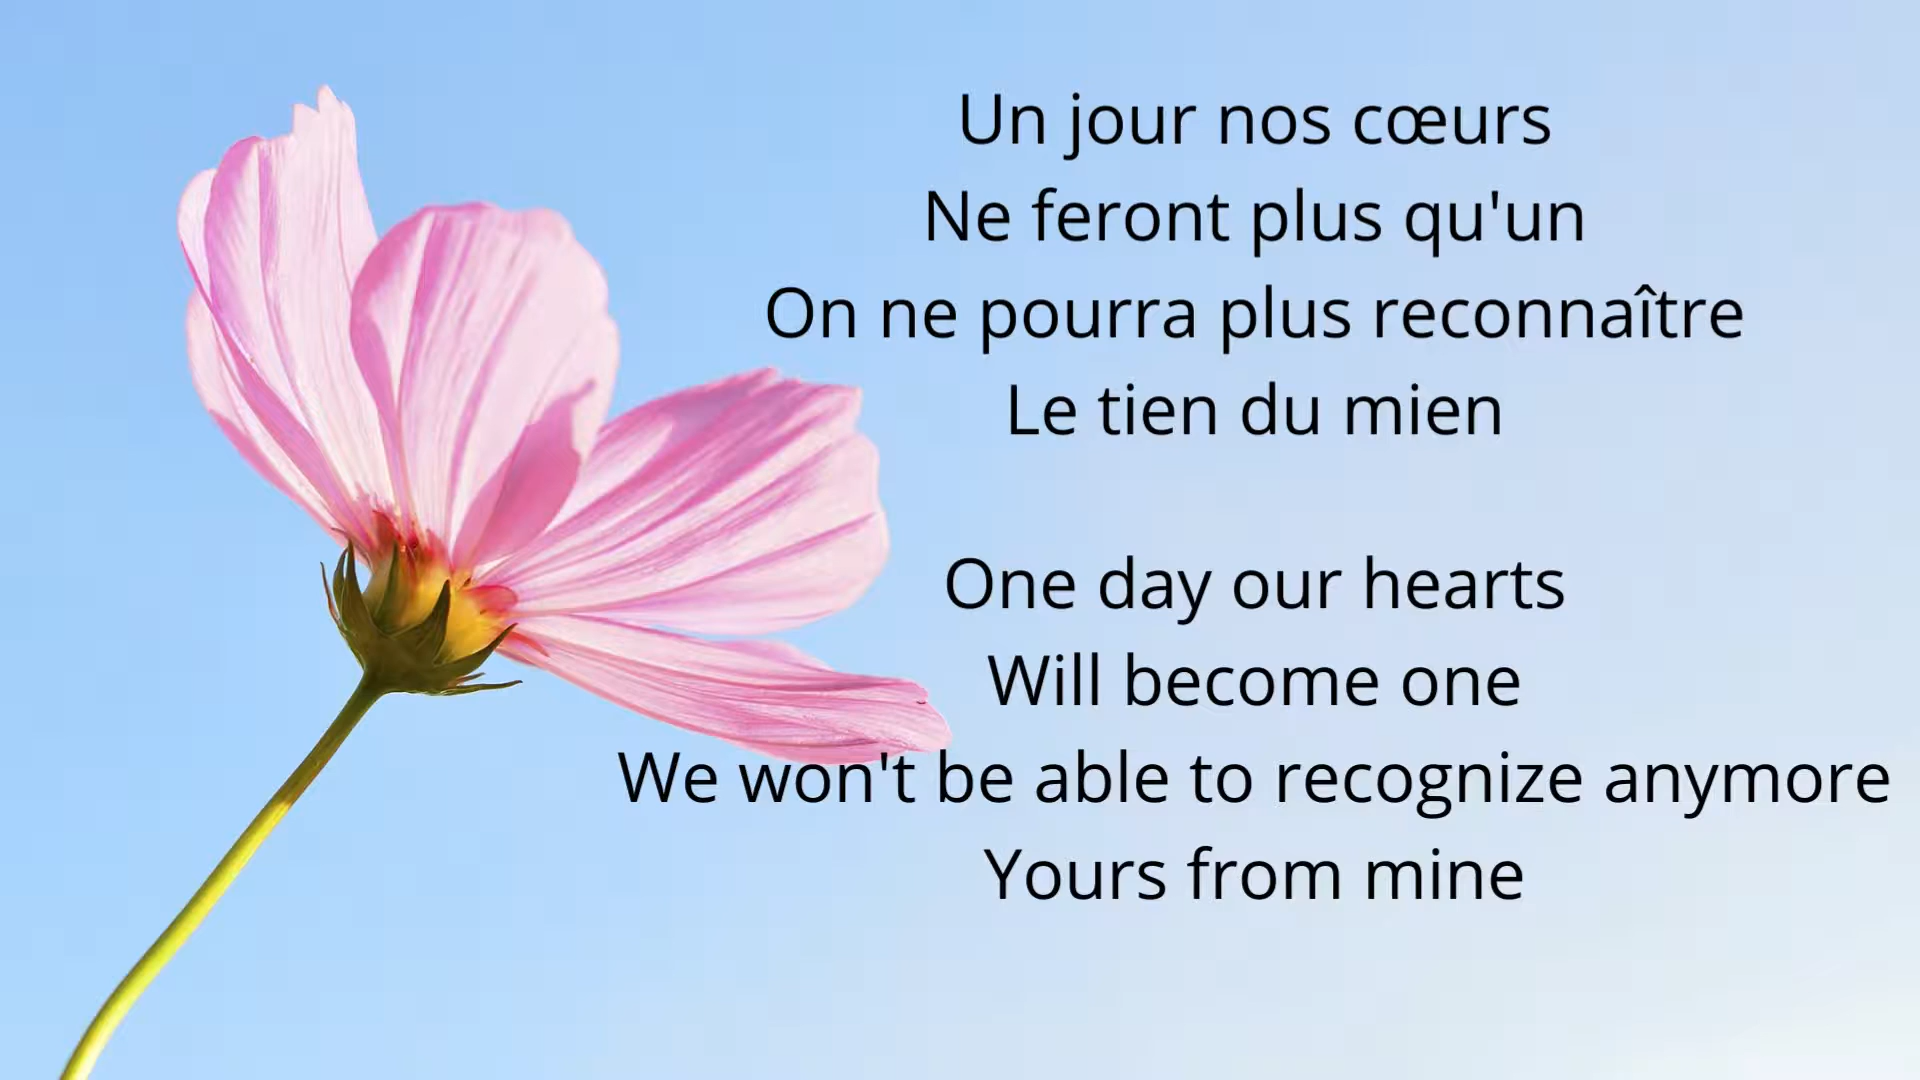 Un jour nos cœurs
Ne feront plus qu'un
On ne pourra plus reconnaître
Le tien du mien
One day our hearts
Will become one
We won't be able to recognize anymore
Yours from mine